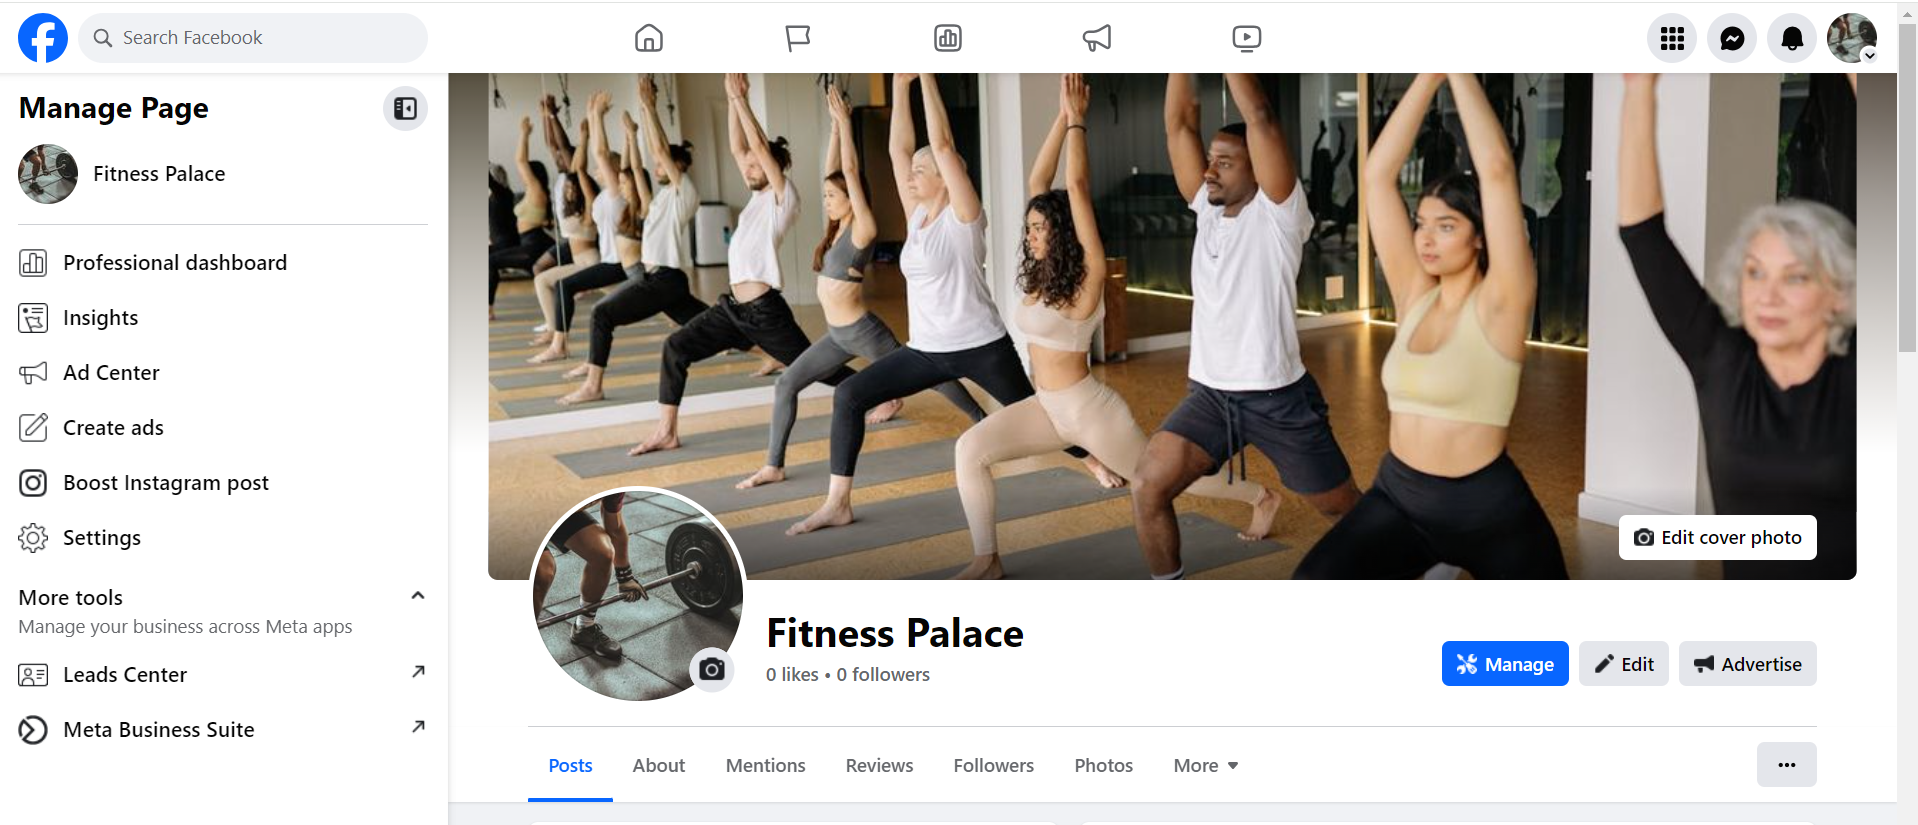 Search Facebook
Manage Page
Fitness Palace
Professional dashboard
Insights
Ad Center
Create ads
Boost Instagram post
Settings
More tools
Manage your business across Meta apps
Leads Center
Meta Business Suite
Edit cover photo
Fitness Palace
0 likes • 0 followers
Manage
Edit
Advertise
Posts
About
Mentions
Reviews
Followers
Photos
More